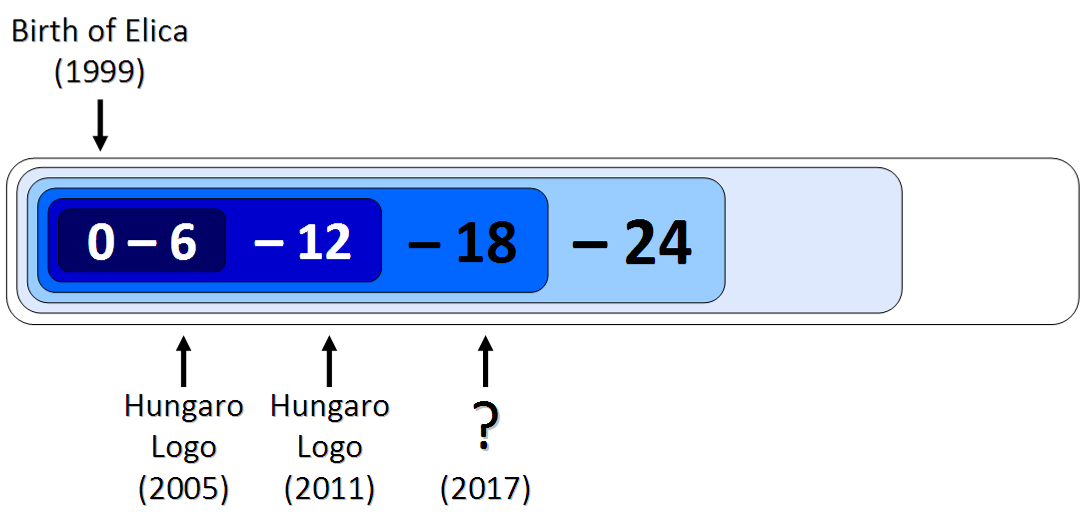 Birth of Elica
(1999)
0 – 6 – 12 – 18 – 24
Hungaro
Logo
(2005)
Hungaro
Logo
(2011)
?
(2017)